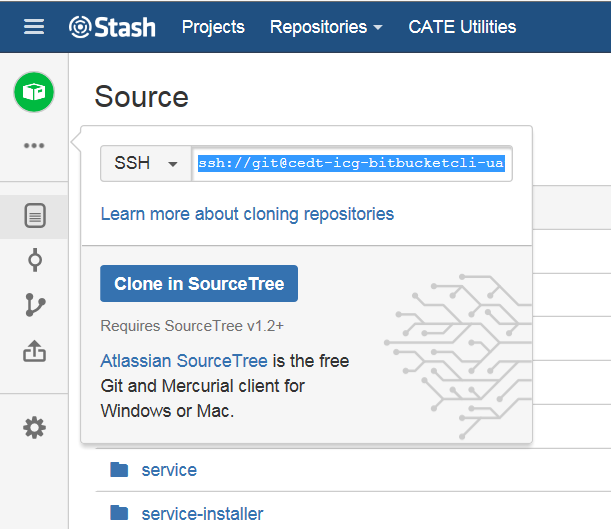 Stash Projects Repositories CATE Utilities
Source
SSH ssh://git@cedt-icg-bitbucketcli-ua
Learn more about cloning repositories
Clone in SourceTree
Requires SourceTree v1.2+
Atlassian SourceTree is the free
Git and Mercurial client for
Windows or Mac.
service
service-installer